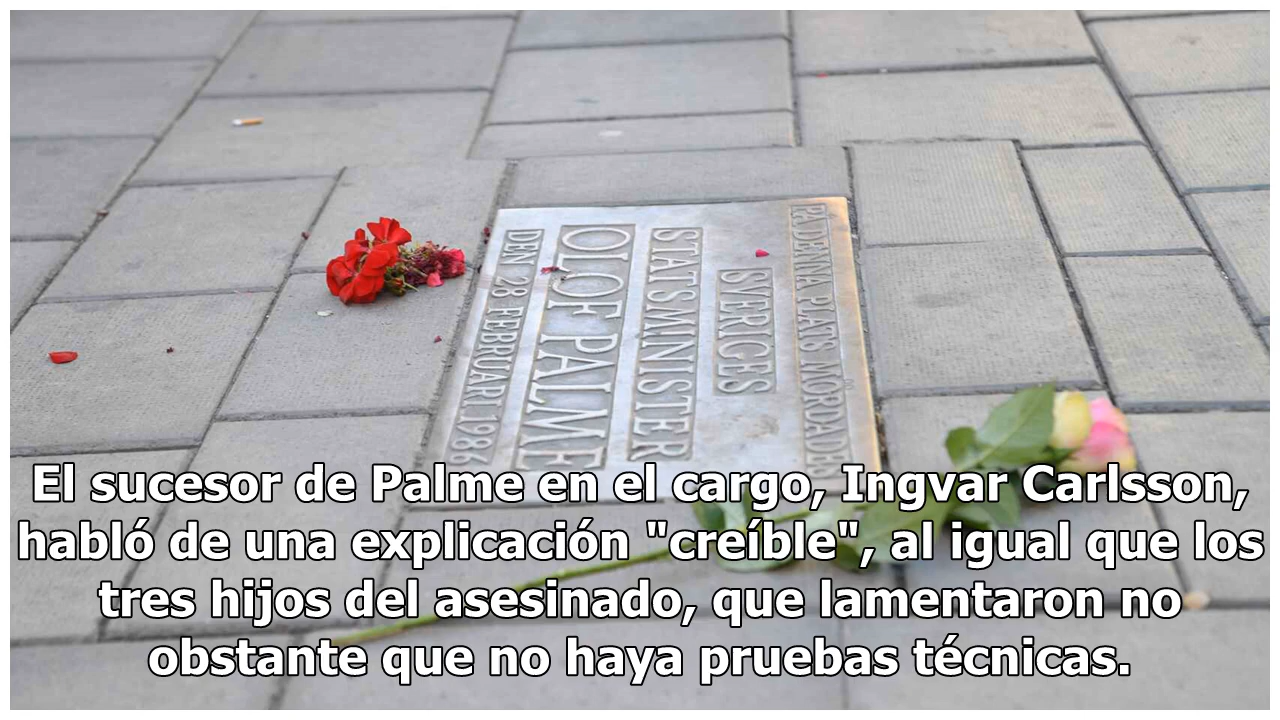 PÅ DENNA PLATS MÖRDADES
SVERIGES
STATSMINISTER
OLOF PALME
DEN 28 FEBRUARI 1986
El sucesor de Palme en el cargo, Ingvar Carlsson,
habló de una explicación "creíble", al igual que los
tres hijos del asesinado, que lamentaron no
obstante que no haya pruebas técnicas.